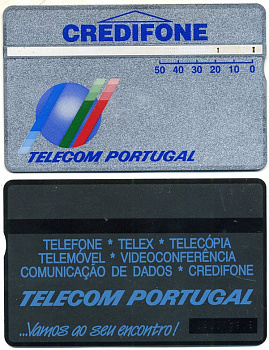 CREDIFONE
50 40 30 20 10 0
TELECOM PORTUGAL
TELEFONE * TELEX * TELECÓPIA
TELEMÓVEL * VIDEOCONFERÊNCIA
COMUNICAÇÃO DE DADOS * CREDIFONE
TELECOM PORTUGAL
...Vamos ao seu encontro!